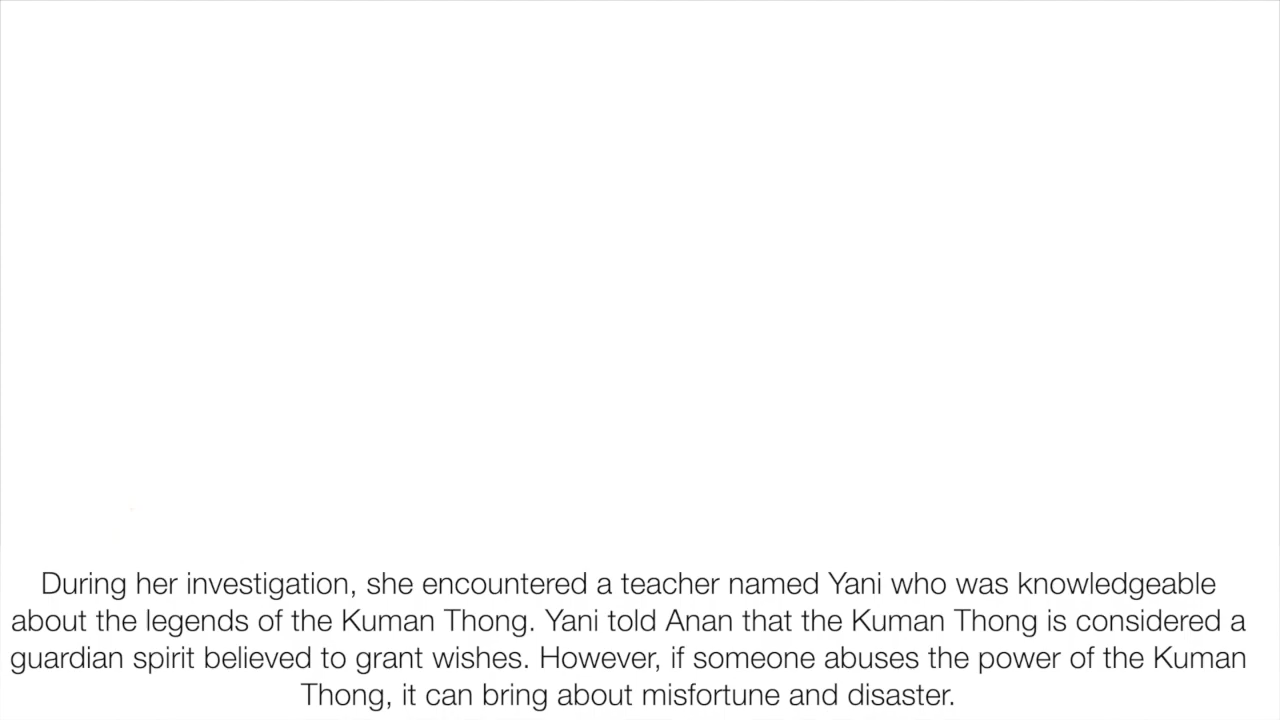 During her investigation, she encountered a teacher named Yani who was knowledgeable
about the legends of the Kuman Thong. Yani told Anan that the Kuman Thong is considered a
guardian spirit believed to grant wishes. However, if someone abuses the power of the Kuman
Thong, it can bring about misfortune and disaster.